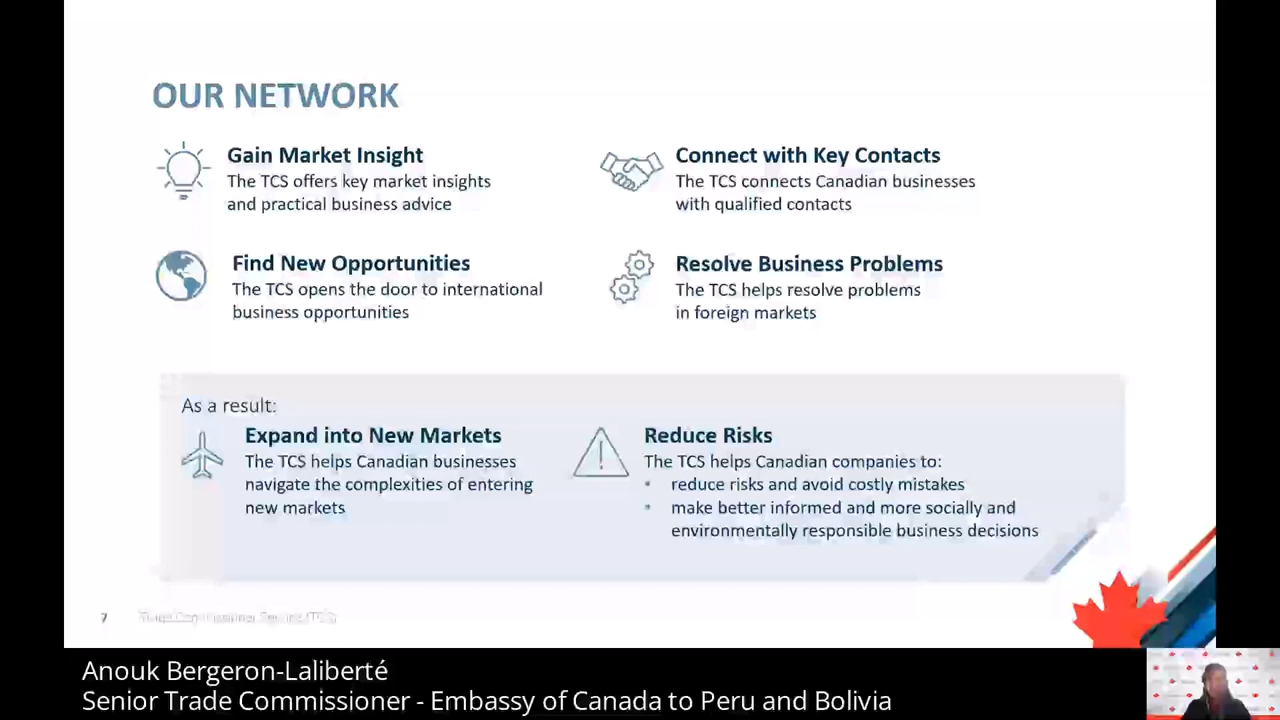 OUR NETWORK
Gain Market Insight
The TCS offers key market insights
and practical business advice
Connect with Key Contacts
The TCS connects Canadian businesses
with qualified contacts
Find New Opportunities
The TCS opens the door to international
business opportunities
Resolve Business Problems
The TCS helps resolve problems
in foreign markets
As a result:
Expand into New Markets
The TCS helps Canadian businesses
navigate the complexities of entering
new markets
Reduce Risks
The TCS helps Canadian companies to:
• reduce risks and avoid costly mistakes
• make better informed and more socially and
environmentally responsible business decisions
7 Trade Commissioner Service (TCS)
Anouk Bergeron-Laliberté
Senior Trade Commissioner - Embassy of Canada to Peru and Bolivia